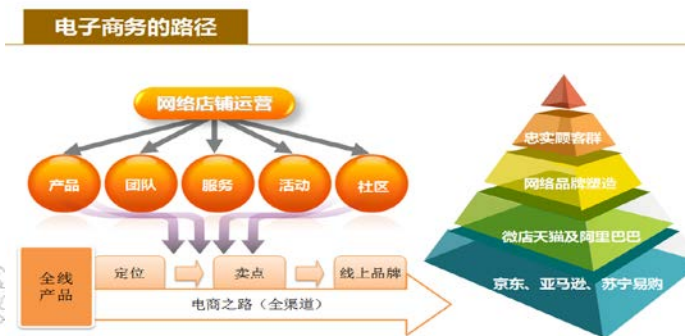 电子商务的路径
网络店铺运营
产品
团队
服务
活动
社区
全线
产品
定位
卖点
线上品牌
电商之路（全渠道）
忠实顾客群
网络品牌塑造
微店天猫及阿里巴巴
京东、亚马逊、苏宁易购